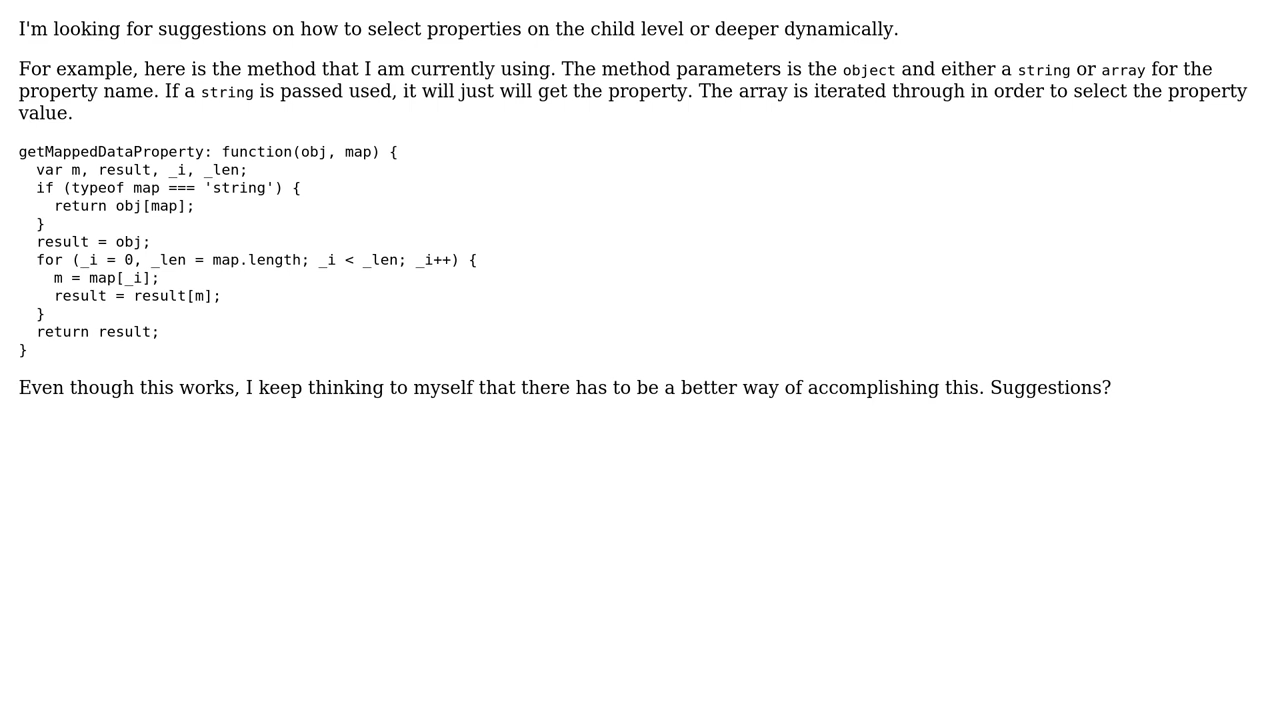 I'm looking for suggestions on how to select properties on the child level or deeper dynamically.
For example, here is the method that I am currently using. The method parameters is the object and either a string or array for the
property name. If a string is passed used, it will just will get the property. The array is iterated through in order to select the property
value.
getMappedDataProperty: function(obj, map) {
  var m, result, _i, _len;
  if (typeof map === 'string') {
    return obj[map];
  }
  result = obj;
  for (_i = 0, _len = map.length; _i < _len; _i++) {
    m = map[_i];
    result = result[m];
  }
  return result;
}
Even though this works, I keep thinking to myself that there has to be a better way of accomplishing this. Suggestions?